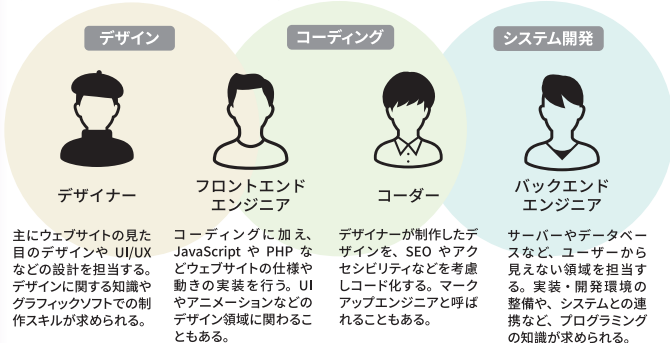 デザイン
コーディング
システム開発
デザイナー
フロントエンド
エンジニア
コーダー
バックエンド
エンジニア
主にウェブサイトの見た
目のデザインや UI/UX
などの設計を担当する。
デザインに関する知識や
グラフィックソフトでの制
作スキルが求められる。
コーディングに加え、
JavaScript や PHP な
どウェブサイトの仕様や
動きの実装を行う。UI
やアニメーションなどの
デザイン領域に関わるこ
ともある。
デザイナーが制作したデ
ザインを、SEO やアク
セシビリティなどを考慮
しコード化する。マーク
アップエンジニアと呼ば
れることもある。
サーバーやデータベー
スなど、ユーザーから
見えない領域を担当す
る。実装・開発環境の
整備や、システムとの連
携など、プログラミング
の知識が求められる。